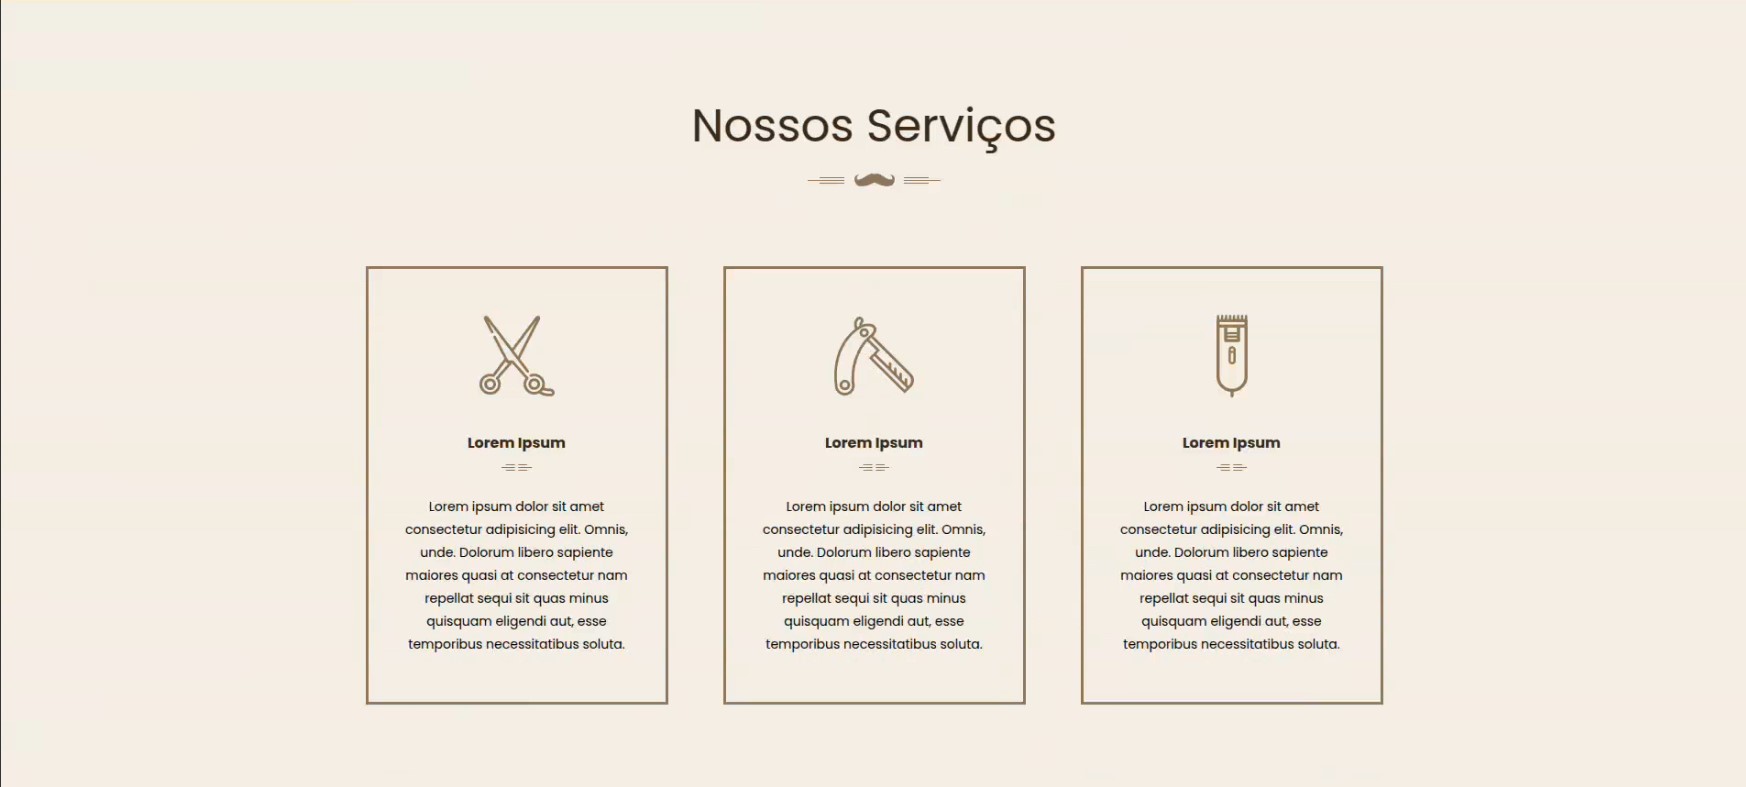 Nossos Serviços
Lorem Ipsum
Lorem ipsum dolor sit amet
consectetur adipisicing elit. Omnis,
unde. Dolorum libero sapiente
maiores quasi at consectetur nam
repellat sequi sit quas minus
quisquam eligendi aut, esse
temporibus necessitatibus soluta.
Lorem Ipsum
Lorem ipsum dolor sit amet
consectetur adipisicing elit. Omnis,
unde. Dolorum libero sapiente
maiores quasi at consectetur nam
repellat sequi sit quas minus
quisquam eligendi aut, esse
temporibus necessitatibus soluta.
Lorem Ipsum
Lorem ipsum dolor sit amet
consectetur adipisicing elit. Omnis,
unde. Dolorum libero sapiente
maiores quasi at consectetur nam
repellat sequi sit quas minus
quisquam eligendi aut, esse
temporibus necessitatibus soluta.